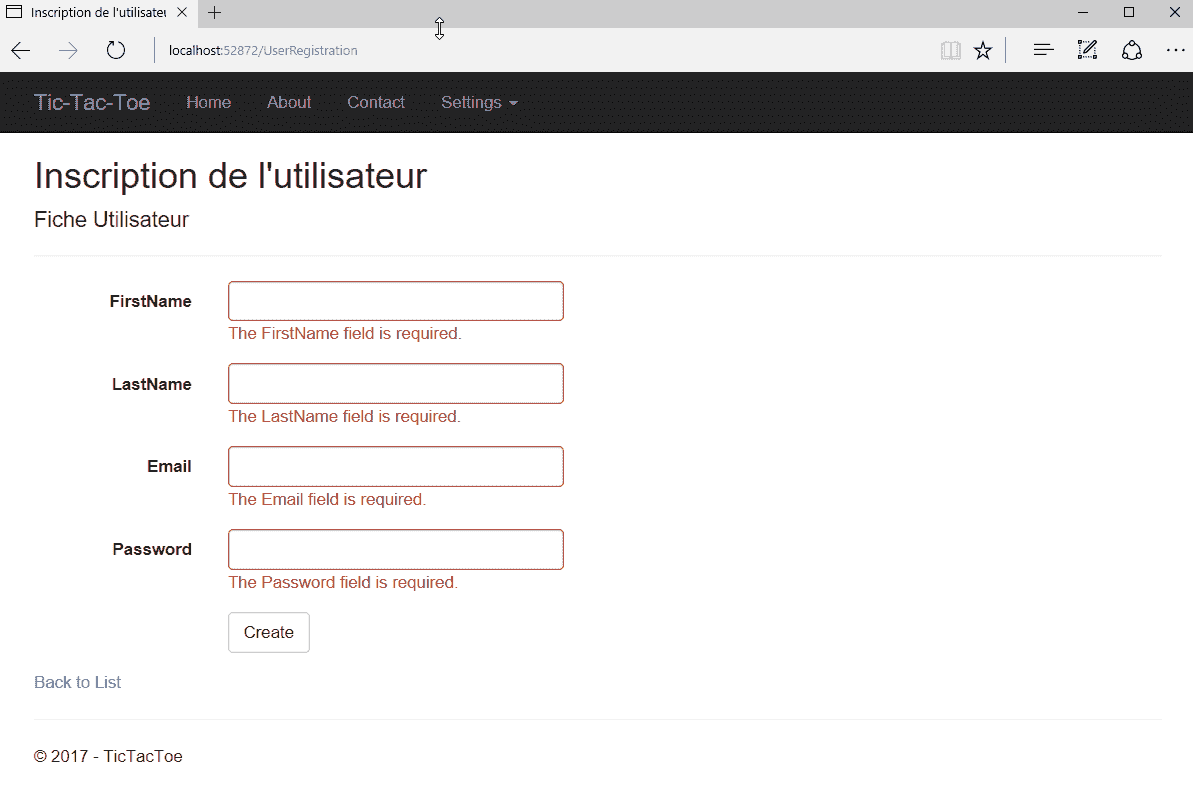 Inscription de l'utilisateu
localhost:52872/UserRegistration
Tic-Tac-Toe Home About Contact Settings
Inscription de l'utilisateur
Fiche Utilisateur
FirstName
The FirstName field is required.
LastName
The LastName field is required.
Email
The Email field is required.
Password
The Password field is required.
Create
Back to List
© 2017 - TicTacToe